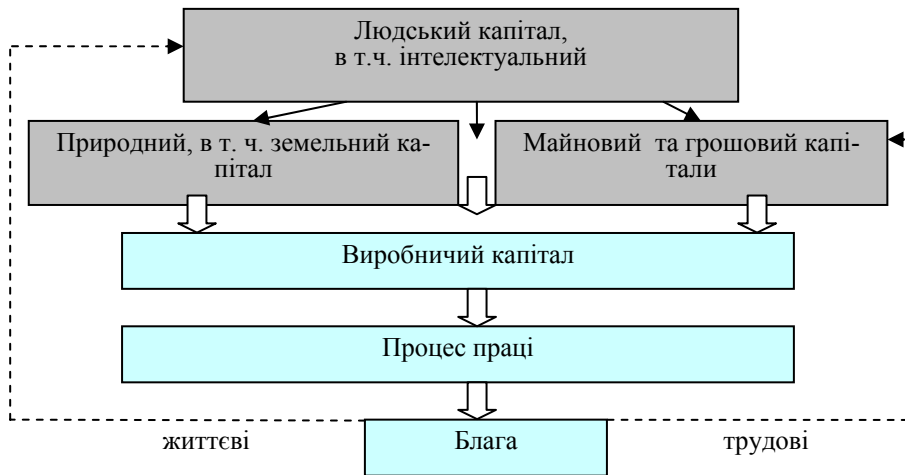 Людський капітал,
в т.ч. інтелектуальний
Природний, в т. ч. земельний ка-
пітал
Майновий та грошовий капі-
тали
Виробничий капітал
Процес праці
життєві
Блага
трудові